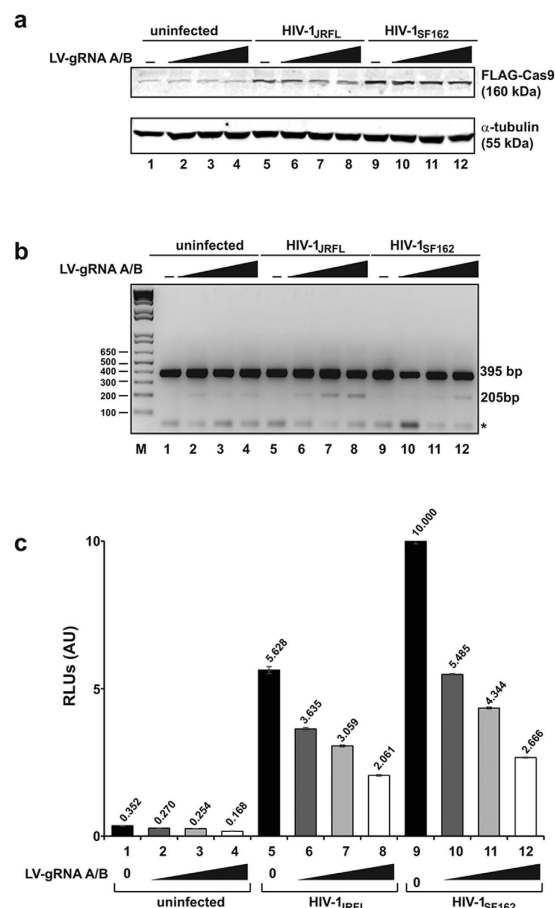 a
uninfected HIV-1JRFL HIV-1SF162
LV-gRNA A/B – – –
FLAG-Cas9
(160 kDa)
α-tubulin
(55 kDa)
1 2 3 4 5 6 7 8 9 10 11 12
b
uninfected HIV-1JRFL HIV-1SF162
LV-gRNA A/B – – –
650
500
400
300
200
100
395 bp
205bp
*
M 1 2 3 4 5 6 7 8 9 10 11 12
c
RLUs (AU)
10
5
0
0.352 0.270 0.254 0.168 5.628 3.635 3.059 2.061 10.000 5.485 4.344 2.666
1 2 3 4 5 6 7 8 9 10 11 12
LV-gRNA A/B 0 0 0
uninfected HIV-1JRFL HIV-1SF162